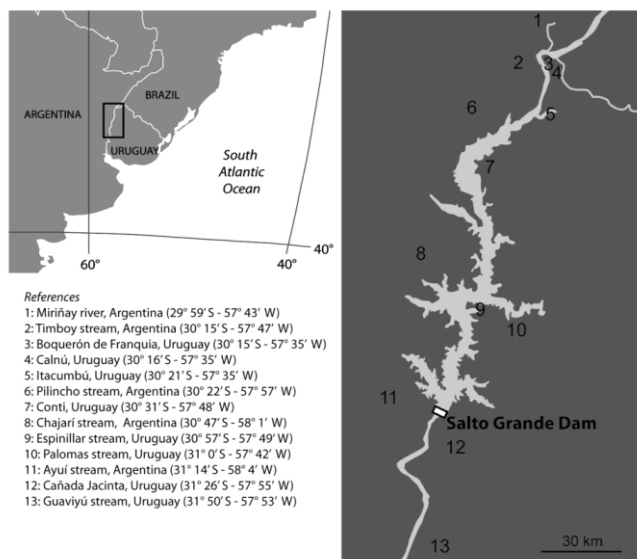 ARGENTINA
BRAZIL
URUGUAY
South
Atlantic
Ocean
40°
60°
40°
References
1: Miriñay river, Argentina (29° 59' S - 57° 43' W)
2: Timboy stream, Argentina (30° 15' S - 57° 47' W)
3: Boquerón de Franquia, Uruguay (30° 15' S - 57° 35' W)
4: Calnú, Uruguay (30° 16' S - 57° 35' W)
5: Itacumbú, Uruguay (30° 21' S - 57° 35' W)
6: Pilincho stream, Argentina (30° 22' S - 57° 57' W)
7: Conti, Uruguay (30° 31' S - 57° 48' W)
8: Chajarí stream, Argentina (30° 47' S - 58° 1' W)
9: Espinillar stream, Uruguay (30° 57' S - 57° 49' W)
10: Palomas stream, Uruguay (31° 0' S - 57° 42' W)
11: Ayuí stream, Argentina (31° 14' S - 58° 4' W)
12: Cañada Jacinta, Uruguay (31° 26' S - 57° 55' W)
13: Guaviyú stream, Uruguay (31° 50' S - 57° 53' W)
1
2
3
4
5
6
7
8
9
10
11
Salto Grande Dam
12
13
30 km